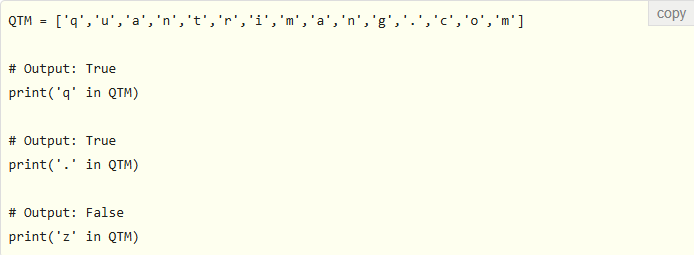 copy
QTM = ['q','u','a','n','t','r','i','m','a','n','g','.','c','o','m']
# Output: True
print('q' in QTM)
# Output: True
print('.' in QTM)
# Output: False
print('z' in QTM)